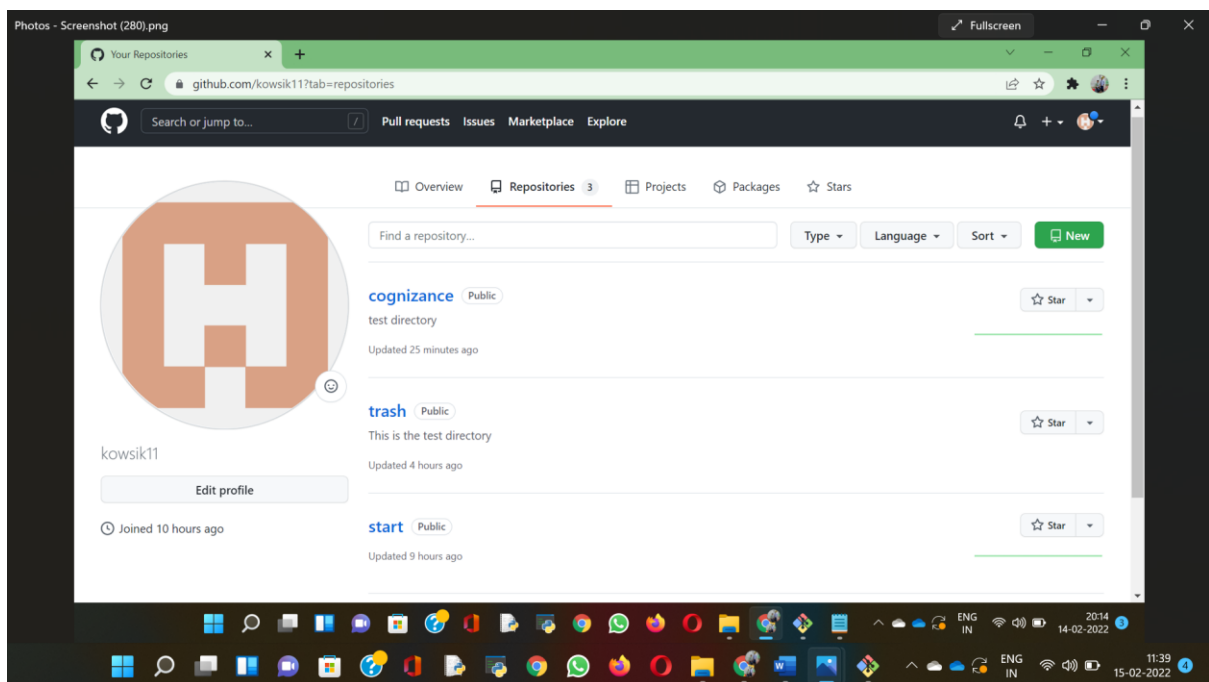 Photos - Screenshot (280).png Fullscreen
Your Repositories
github.com/kowsik11?tab=repositories
Search or jump to... / Pull requests Issues Marketplace Explore
Overview Repositories 3 Projects Packages Stars
Find a repository... Type Language Sort New
cognizance Public Star
test directory
Updated 25 minutes ago
trash Public Star
This is the test directory
Updated 4 hours ago
kowsik11
Edit profile
Joined 10 hours ago
start Public Star
Updated 9 hours ago
ENG 20:14
IN 14-02-2022 3
ENG 11:39
IN 15-02-2022 4